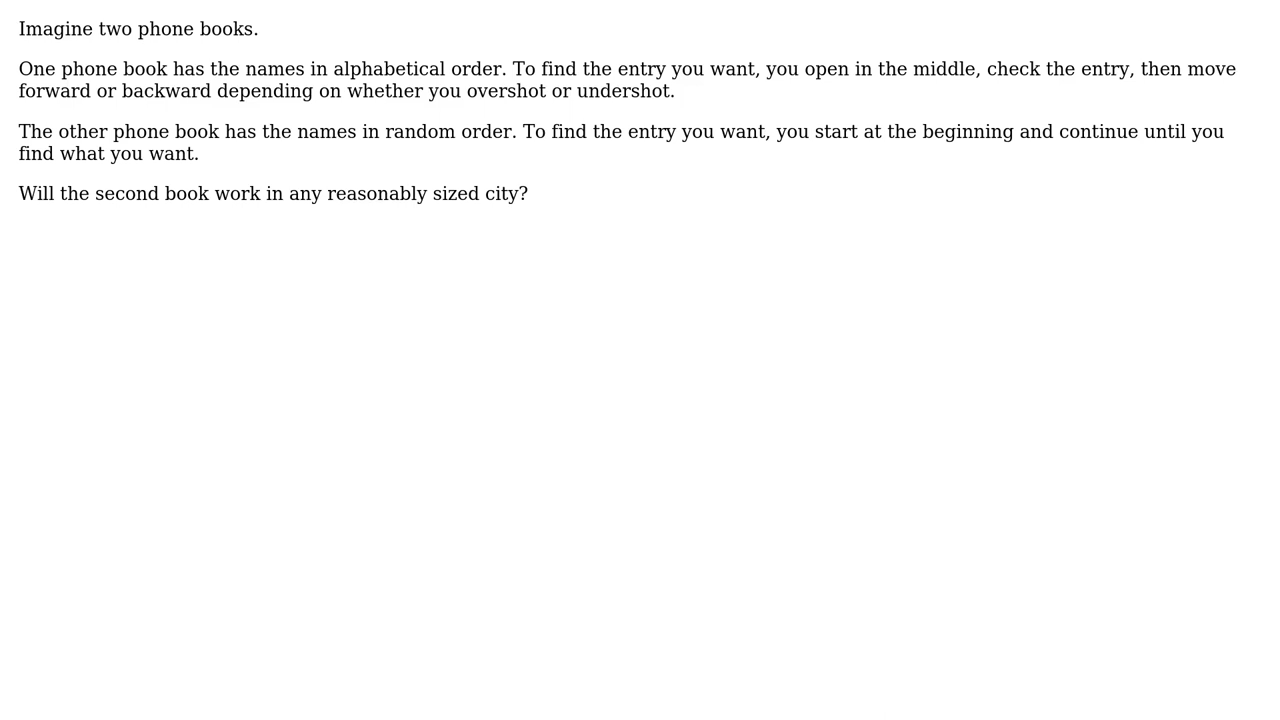 Imagine two phone books.
One phone book has the names in alphabetical order. To find the entry you want, you open in the middle, check the entry, then move
forward or backward depending on whether you overshot or undershot.
The other phone book has the names in random order. To find the entry you want, you start at the beginning and continue until you
find what you want.
Will the second book work in any reasonably sized city?